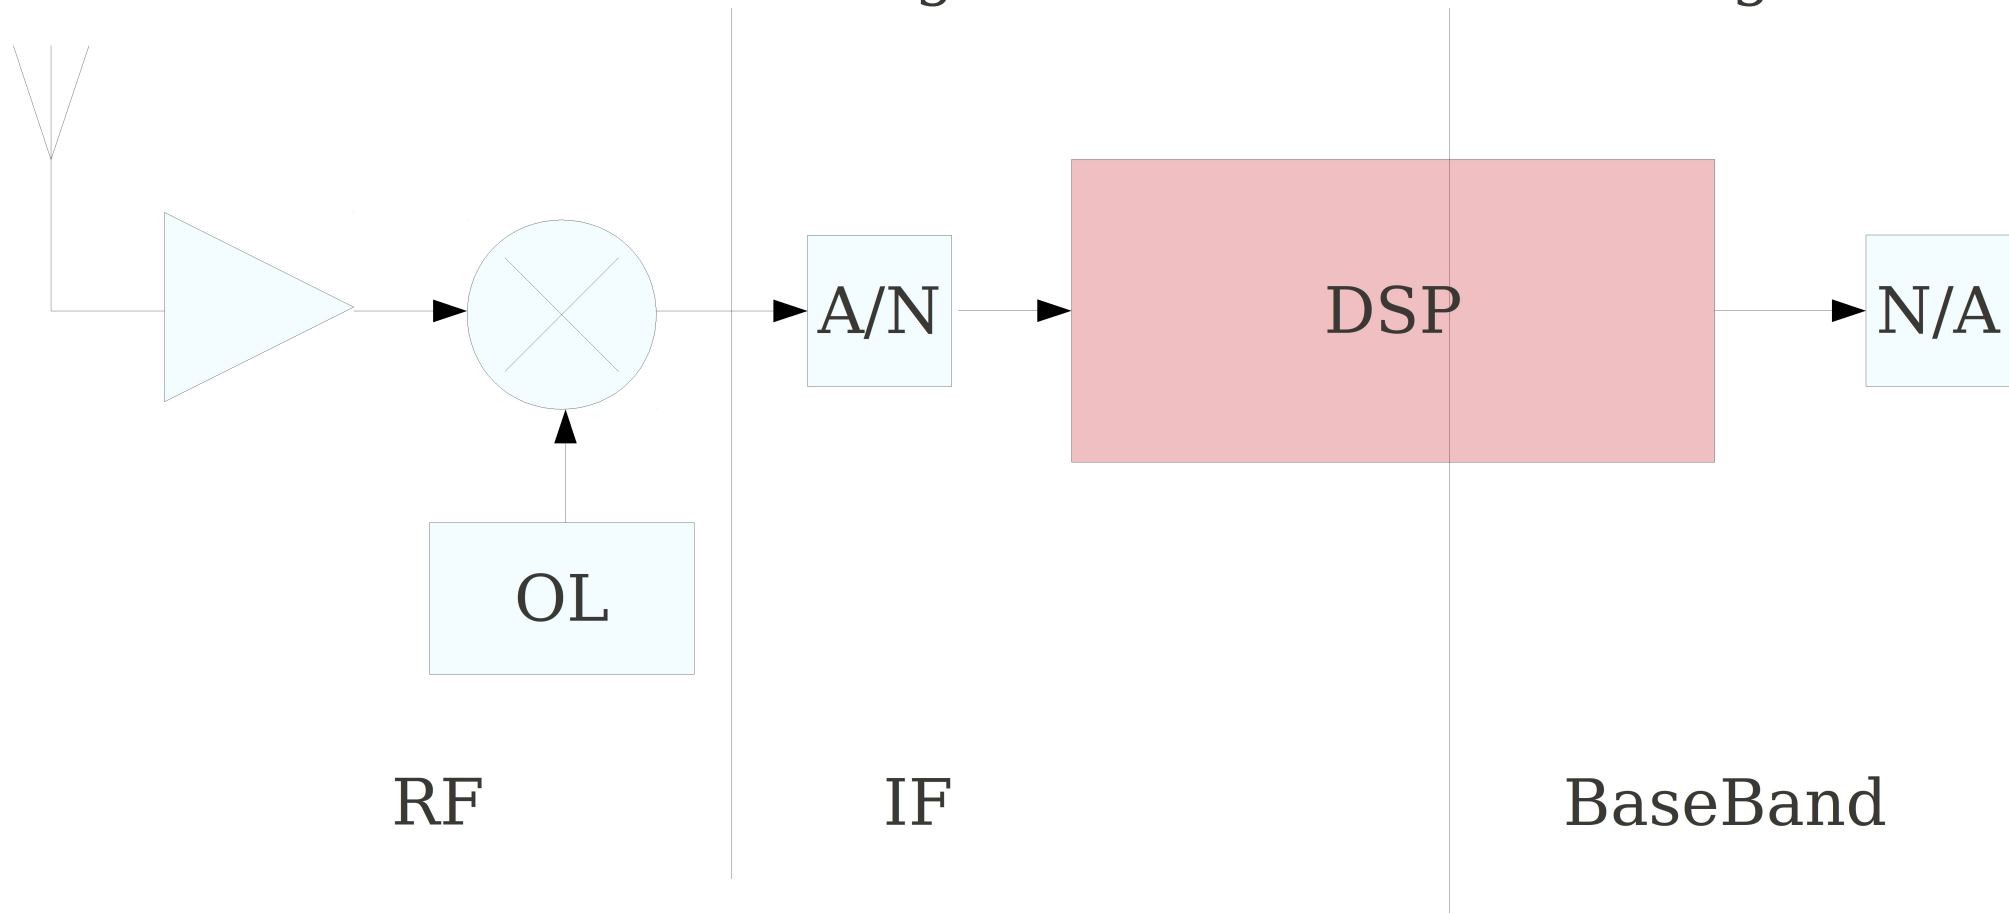 A/N
DSP
N/A
OL
RF
IF
BaseBand